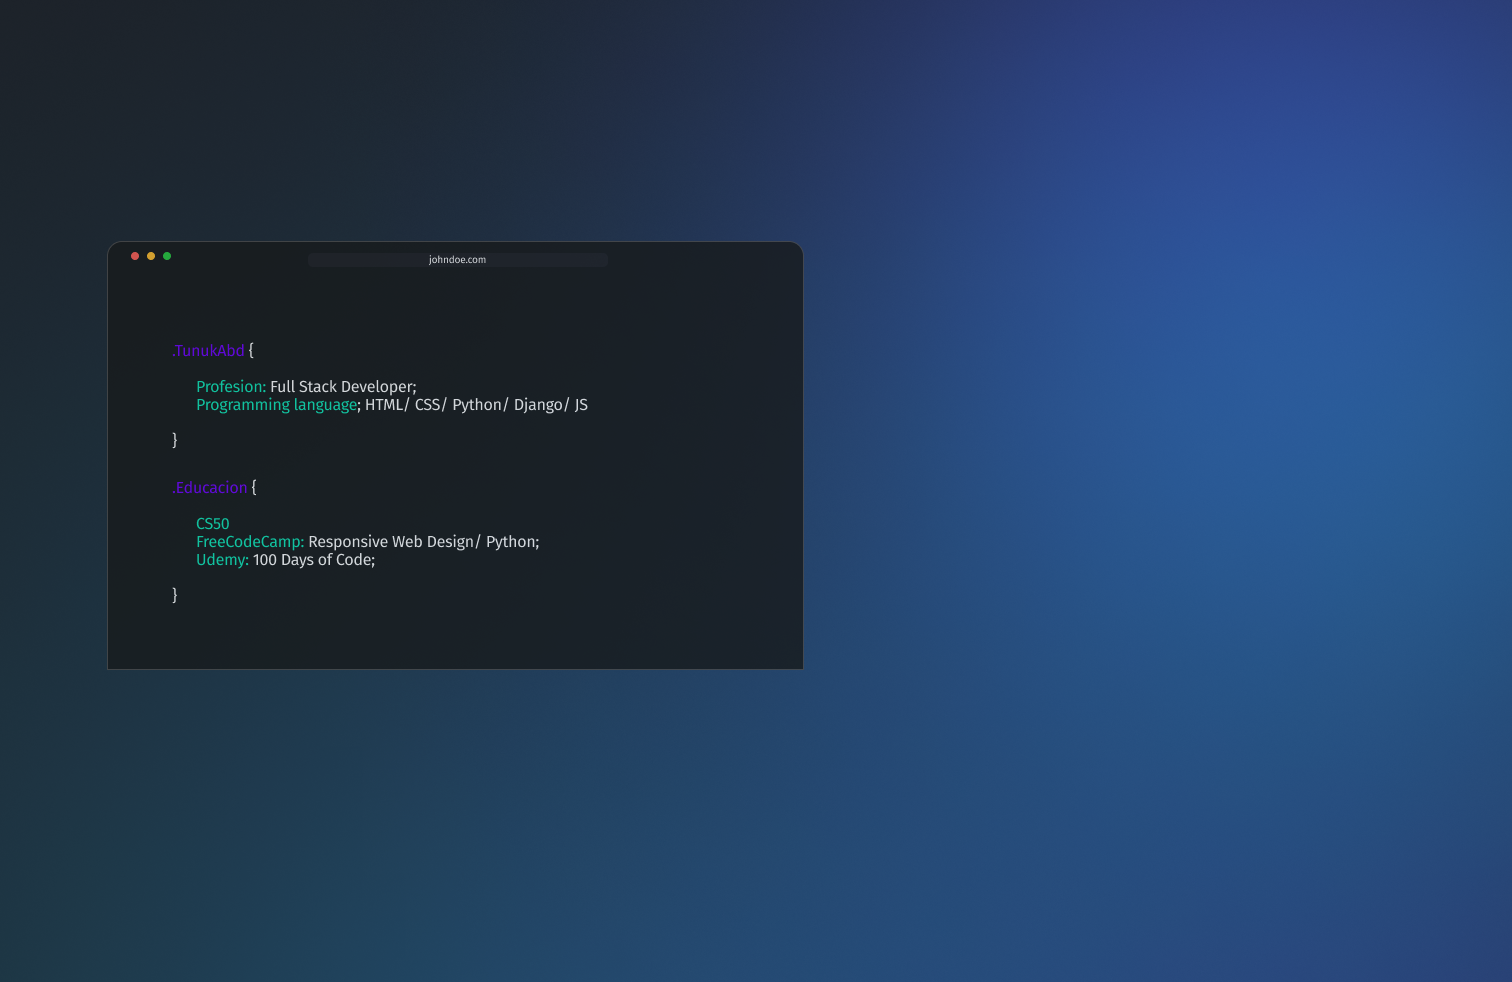 johndoe.com
.TunukAbd {
Profesion: Full Stack Developer;
Programming language; HTML/ CSS/ Python/ Django/ JS
}
.Educacion {
CS50
FreeCodeCamp: Responsive Web Design/ Python;
Udemy: 100 Days of Code;
}